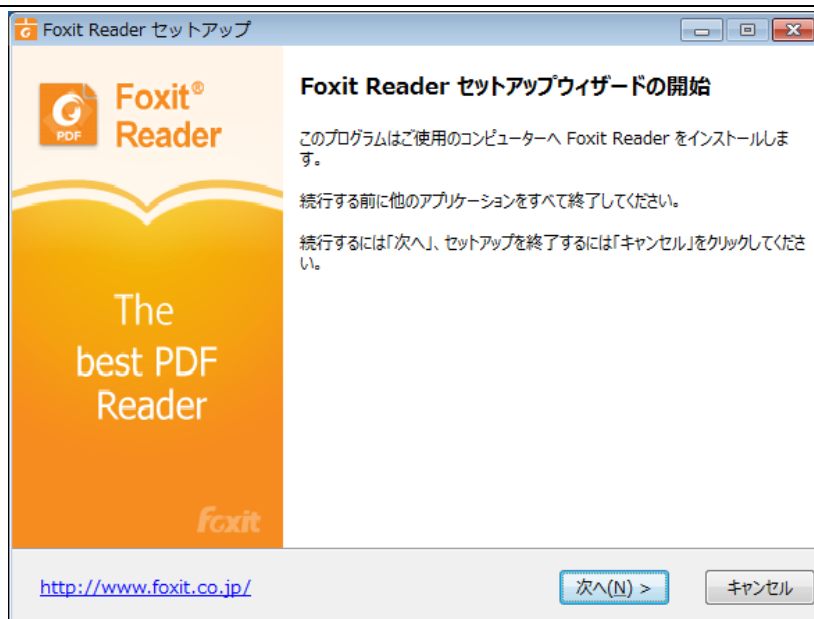 Foxit Reader セットアップ
Foxit®
Reader
PDF
The
best PDF
Reader
Foxit
Foxit Reader セットアップウィザードの開始
このプログラムはご使用のコンピューターへ Foxit Reader をインストールしま
す。
続行する前に他のアプリケーションをすべて終了してください。
続行するには「次へ」、セットアップを終了するには「キャンセル」をクリックしてくださ
い。
http://www.foxit.co.jp/
次へ(N) >
キャンセル